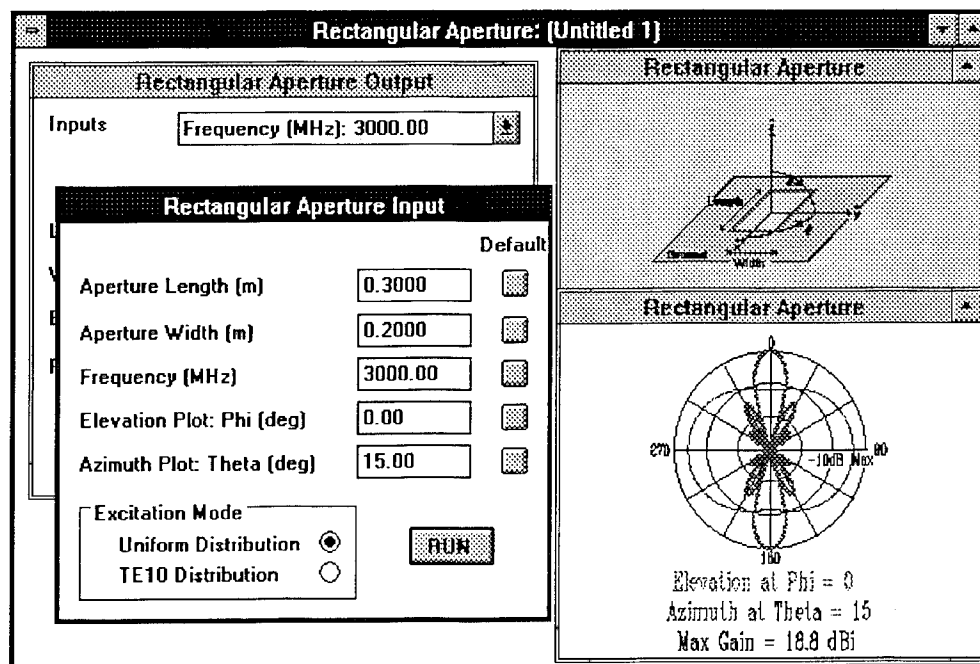 Rectangular Aperture: (Untitled 1)
Rectangular Aperture Output
Inputs
Frequency (MHz): 3000.00
Rectangular Aperture Input
Default
Aperture Length (m) 0.3000
Aperture Width (m) 0.2000
Frequency (MHz) 3000.00
Elevation Plot: Phi (deg) 0.00
Azimuth Plot: Theta (deg) 15.00
Excitation Mode
Uniform Distribution
TE10 Distribution
RUN
Rectangular Aperture
Length
Width
Rectangular Aperture
0
270
-10dB Max
90
180
Elevation at Phi = 0
Azimuth at Theta = 15
Max Gain = 18.8 dBi